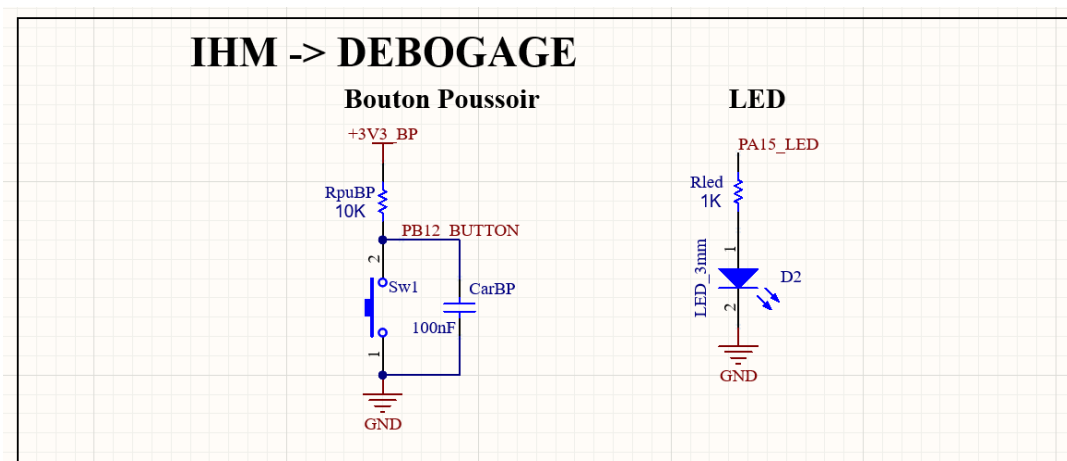 IHM -> DEBOGAGE
Bouton Poussoir
+3V3_BP
RpuBP
10K
PB12_BUTTON
2
Sw1
CarBP
100nF
1
GND
LED
PA15_LED
Rled
1K
1
LED_3mm
D2
2
GND